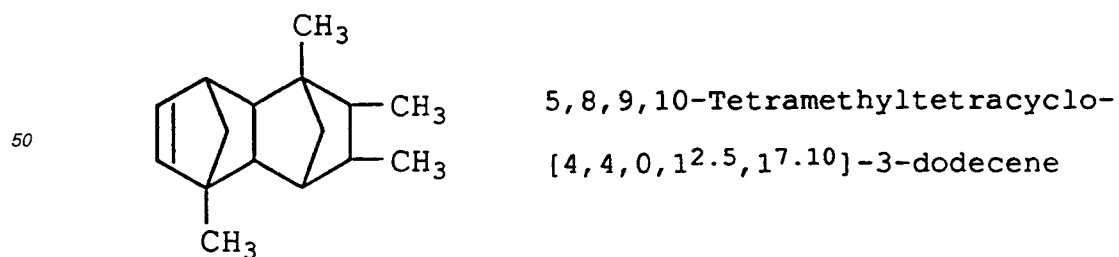 CH3
CH3
5,8,9,10-Tetramethyltetracyclo-
50
CH3
[4,4,0,1^2.5,1^7.10]-3-dodecene
CH3